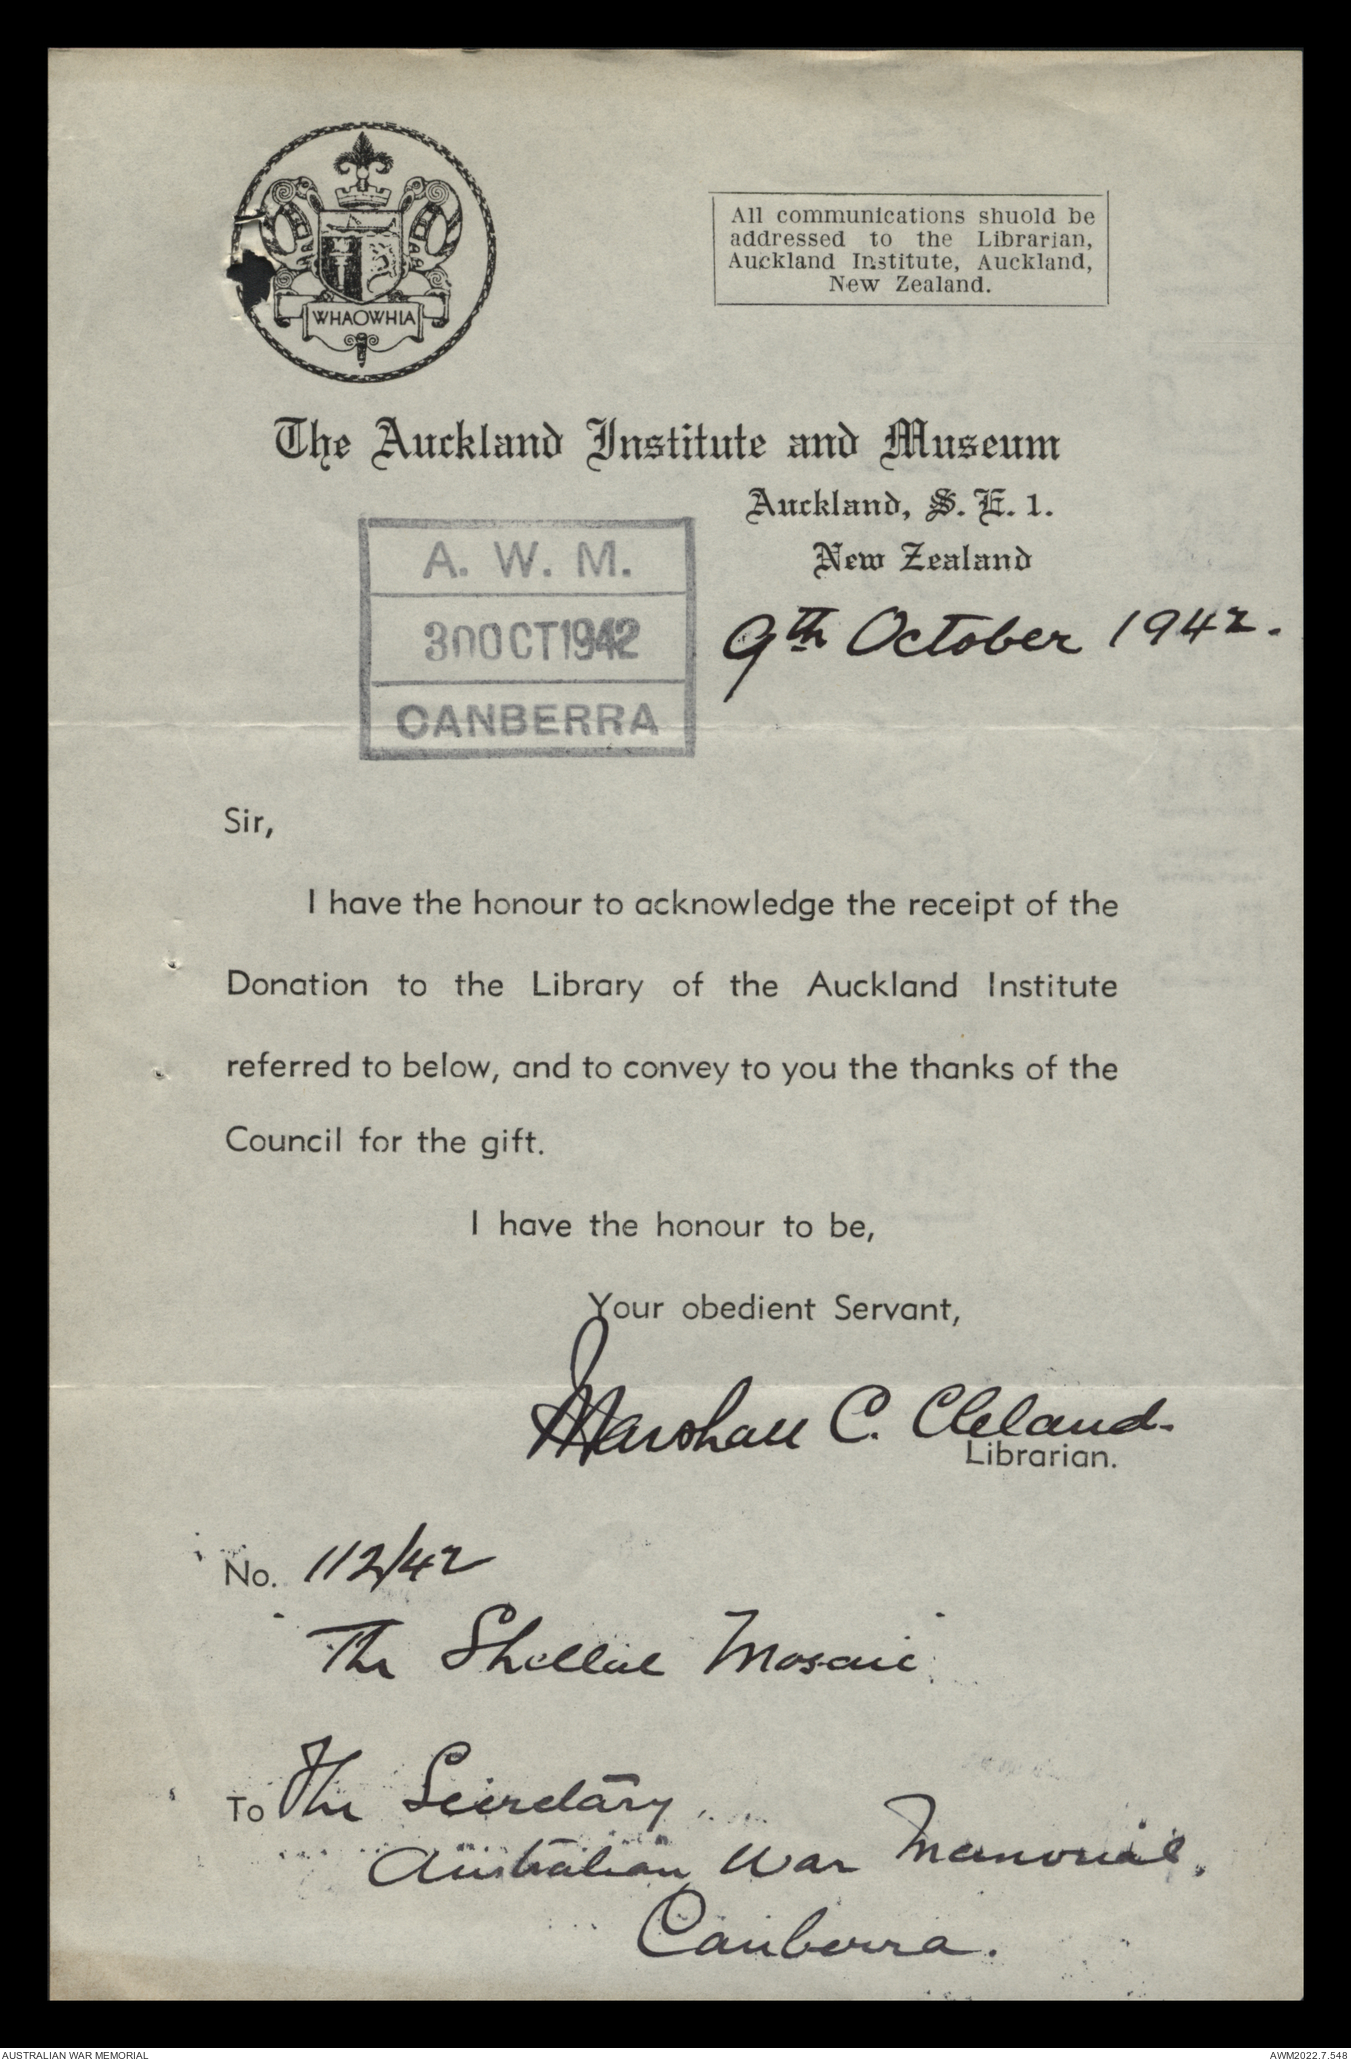 WHAOWHIA
All communications shuold be
addressed to the Librarian,
Auckland Institute, Auckland,
New Zealand.
The Auckland Institute and Museum
Auckland, S. E. 1.
New Zealand
A. W. M.
30 OCT 1942
CANBERRA
9th October 1942.
Sir,
I have the honour to acknowledge the receipt of the
Donation to the Library of the Auckland Institute
referred to below, and to convey to you the thanks of the
Council for the gift.
I have the honour to be,
Your obedient Servant,
Marshall C. Cleland.
Librarian.
No. 112/42
The Shellal Mosaic
To The Secretary,
Australian War Memorial,
Canberra.
AUSTRALIAN WAR MEMORIAL
AWM2022.7.548